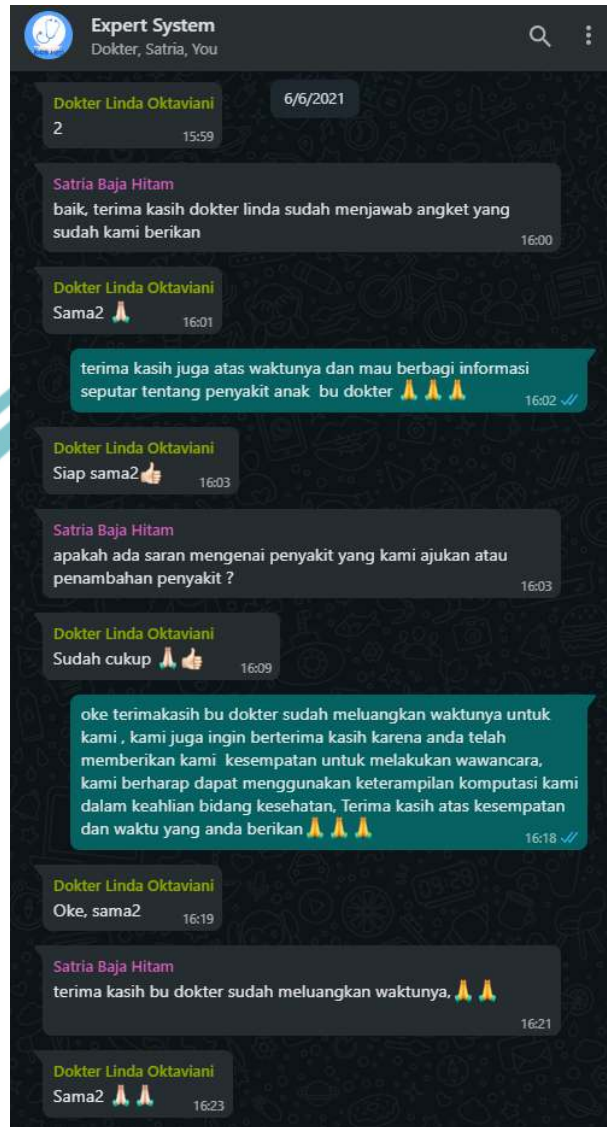 Expert System
Dokter, Satria, You
6/6/2021
Dokter Linda Oktaviani
2
15:59
Satria Baja Hitam
baik, terima kasih dokter linda sudah menjawab angket yang
sudah kami berikan
16:00
Dokter Linda Oktaviani
Sama2 🙏🏻
16:01
terima kasih juga atas waktunya dan mau berbagi informasi
seputar tentang penyakit anak bu dokter 🙏 🙏 🙏
16:02
Dokter Linda Oktaviani
Siap sama2👍🏻
16:03
Satria Baja Hitam
apakah ada saran mengenai penyakit yang kami ajukan atau
penambahan penyakit ?
16:03
Dokter Linda Oktaviani
Sudah cukup 🙏🏻 👍🏻
16:09
oke terimakasih bu dokter sudah meluangkan waktunya untuk
kami , kami juga ingin berterima kasih karena anda telah
memberikan kami kesempatan untuk melakukan wawancara,
kami berharap dapat menggunakan keterampilan komputasi kami
dalam keahlian bidang kesehatan, Terima kasih atas kesempatan
dan waktu yang anda berikan 🙏 🙏 🙏
16:18
Dokter Linda Oktaviani
Oke, sama2
16:19
Satria Baja Hitam
terima kasih bu dokter sudah meluangkan waktunya, 🙏 🙏
16:21
Dokter Linda Oktaviani
Sama2 🙏🏻 🙏🏻
16:23